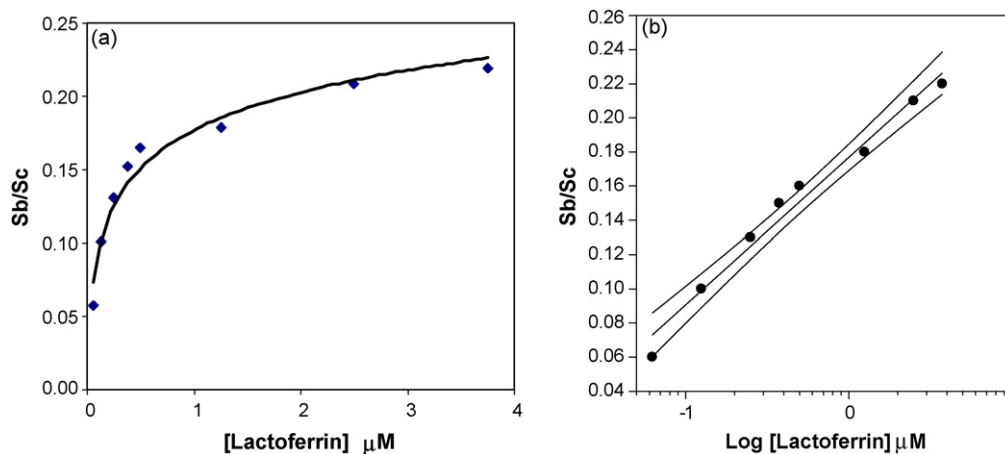 (a)
Sb/Sc
0.25
0.20
0.15
0.10
0.05
0.00
0 1 2 3 4
[Lactoferrin] μM
(b)
Sb/Sc
0.26
0.24
0.22
0.20
0.18
0.16
0.14
0.12
0.10
0.08
0.06
0.04
-1 0
Log [Lactoferrin] μM